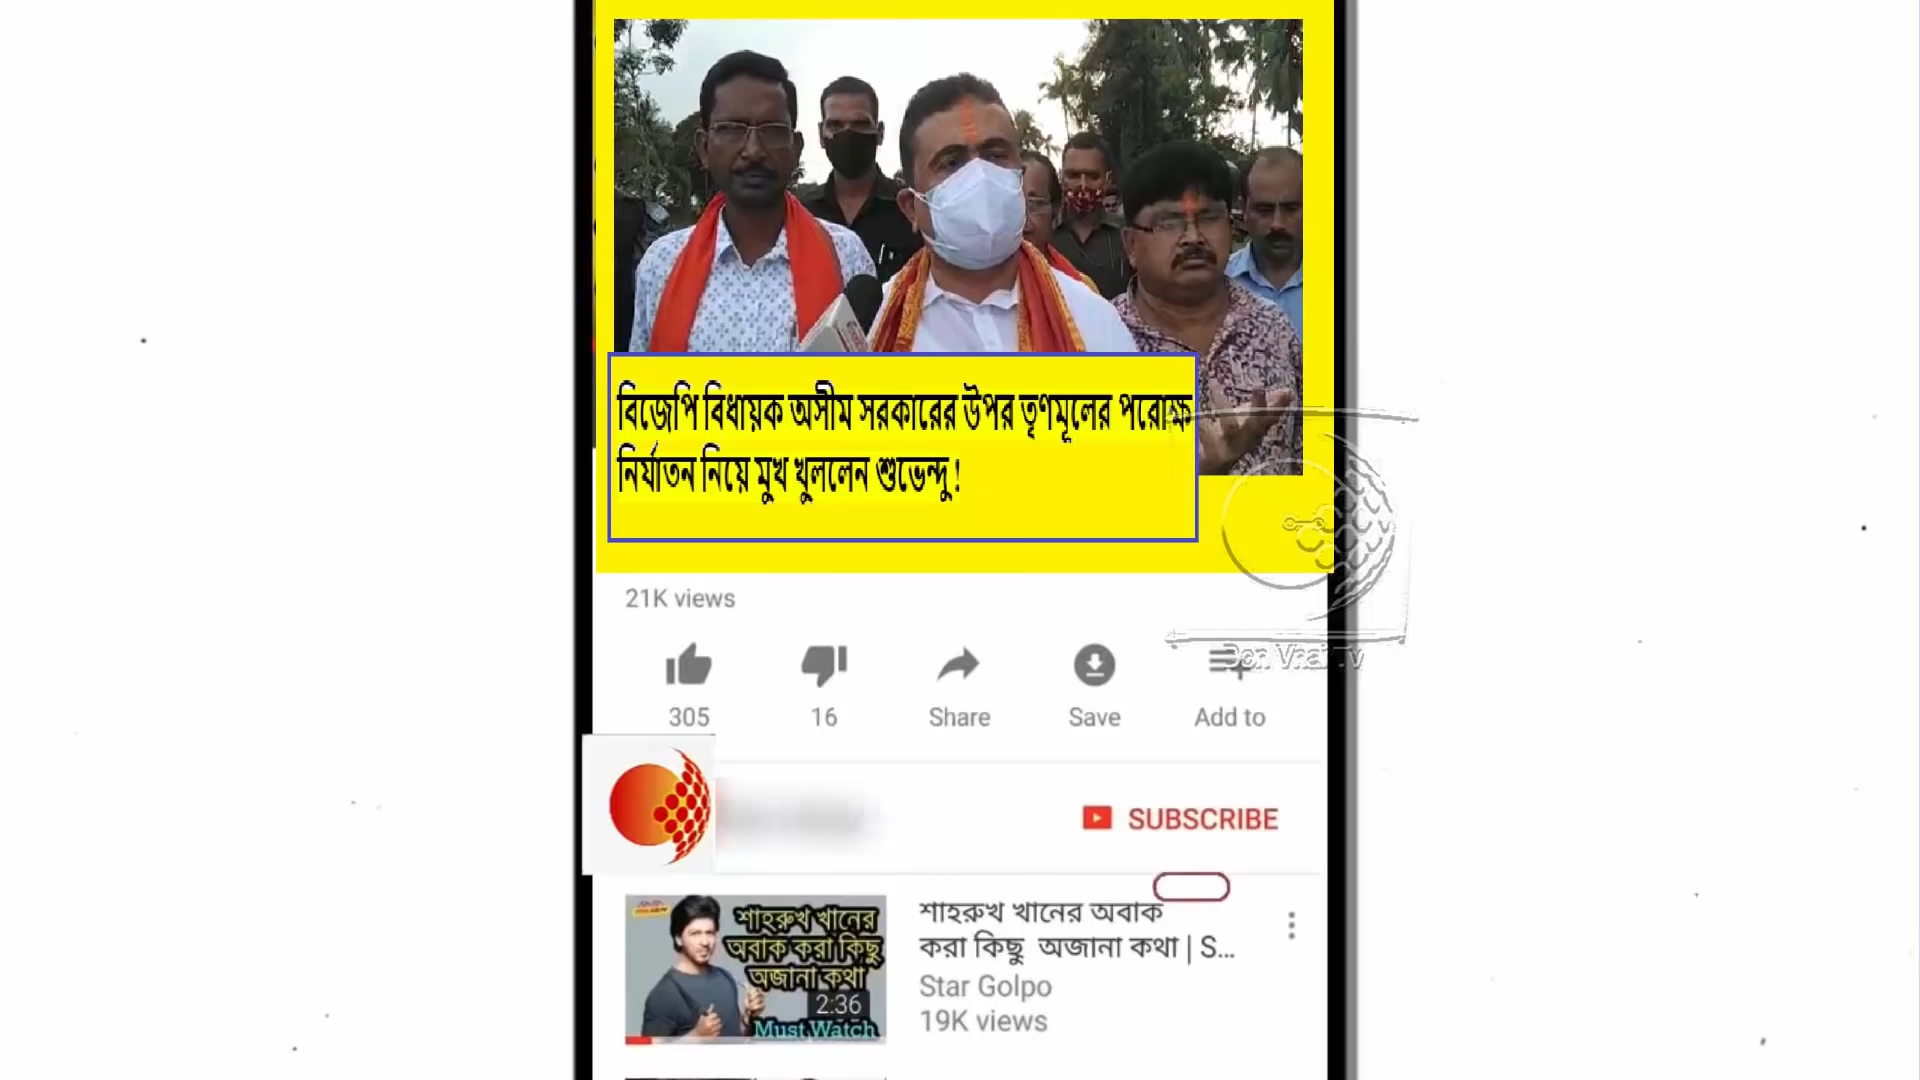 বিজেপি বিধায়ক অসীম সরকারের উপর তৃণমূলের পরোক্ষ
নির্যাতন নিয়ে মুখ খুললেন শুভেন্দু!
21K views
305
16
Share
Save
Add to
SUBSCRIBE
শাহরুখ খানের
অবাক করা কিছু
অজানা কথা
2:36
Must Watch
শাহরুখ খানের অবাক
করা কিছু অজানা কথা | S...
Star Golpo
19K views